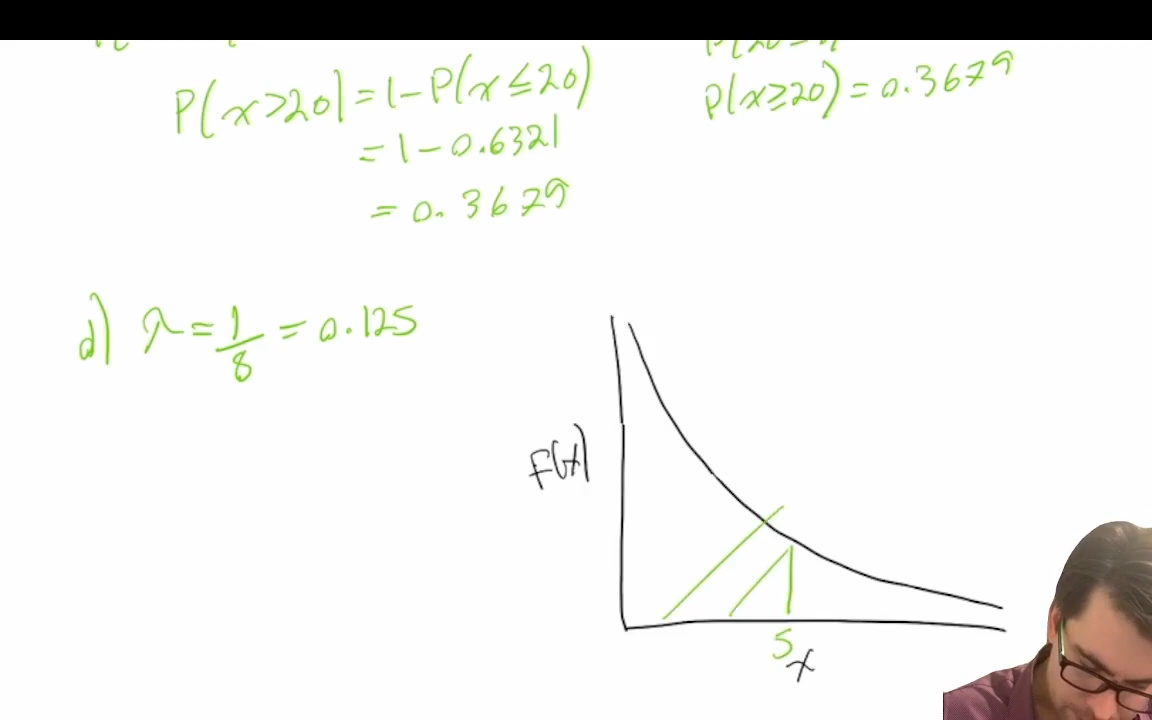 P(x>20)=1-P(x≤20)
=1-0.6321
=0.3679
P(x≥20)=0.3679
d) λ=1/8=0.125
F(x)
5
x